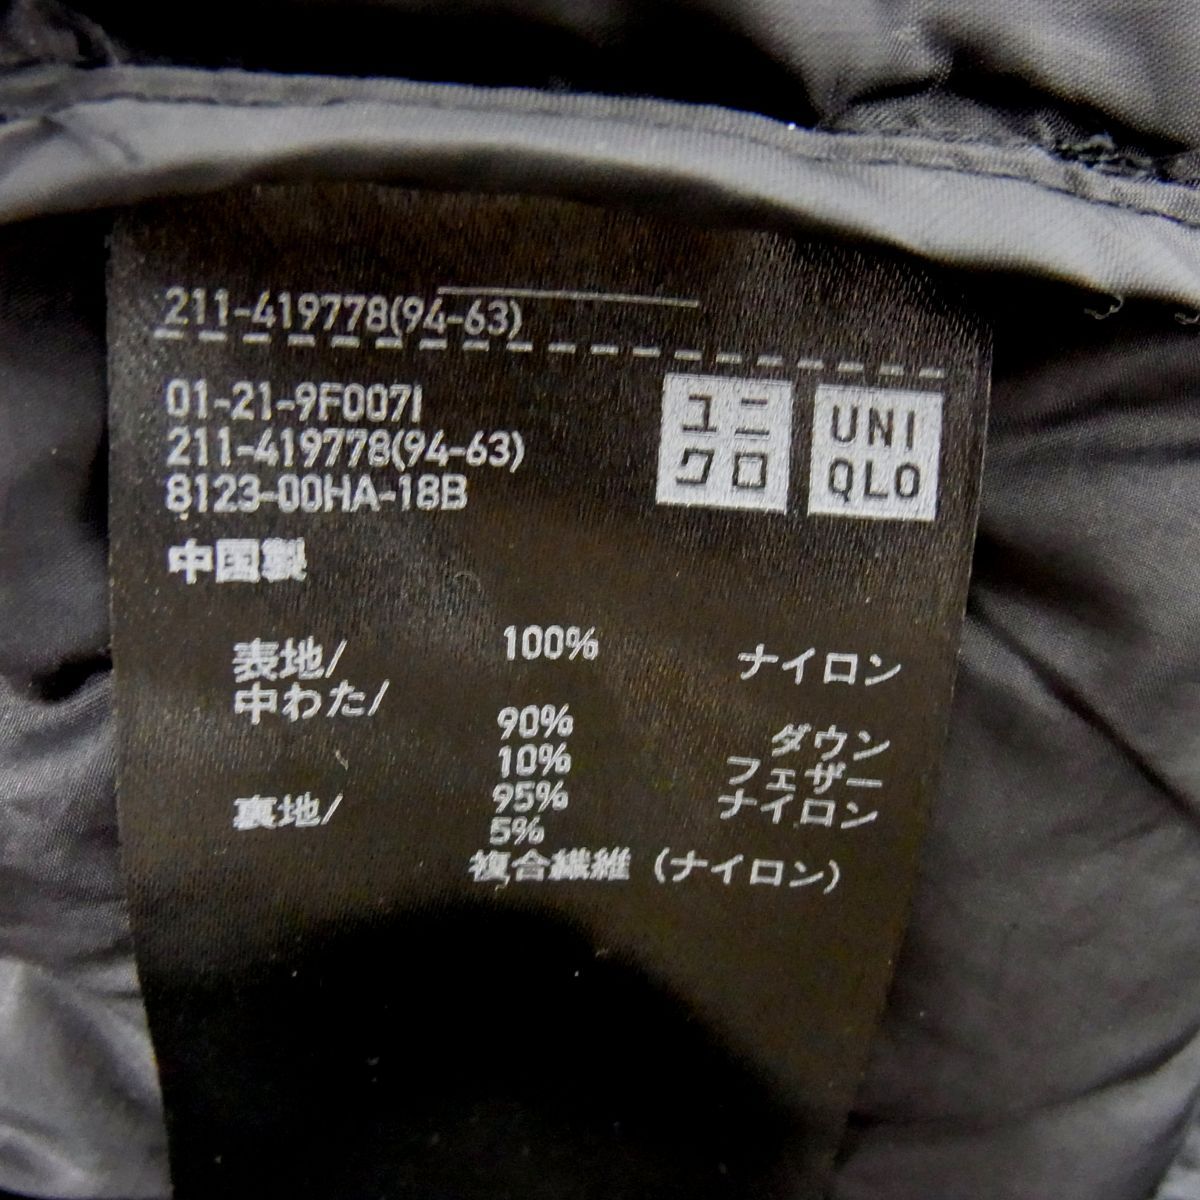 211-419778(94-63)
01-21-9F007I
211-419778(94-63)
8123-00HA-18B
ユニ
クロ
UNI
QLO
中国製
表地/ 100% ナイロン
中わた/
90% ダウン
10% フェザー
裏地/ 95% ナイロン
5%
複合繊維 (ナイロン)